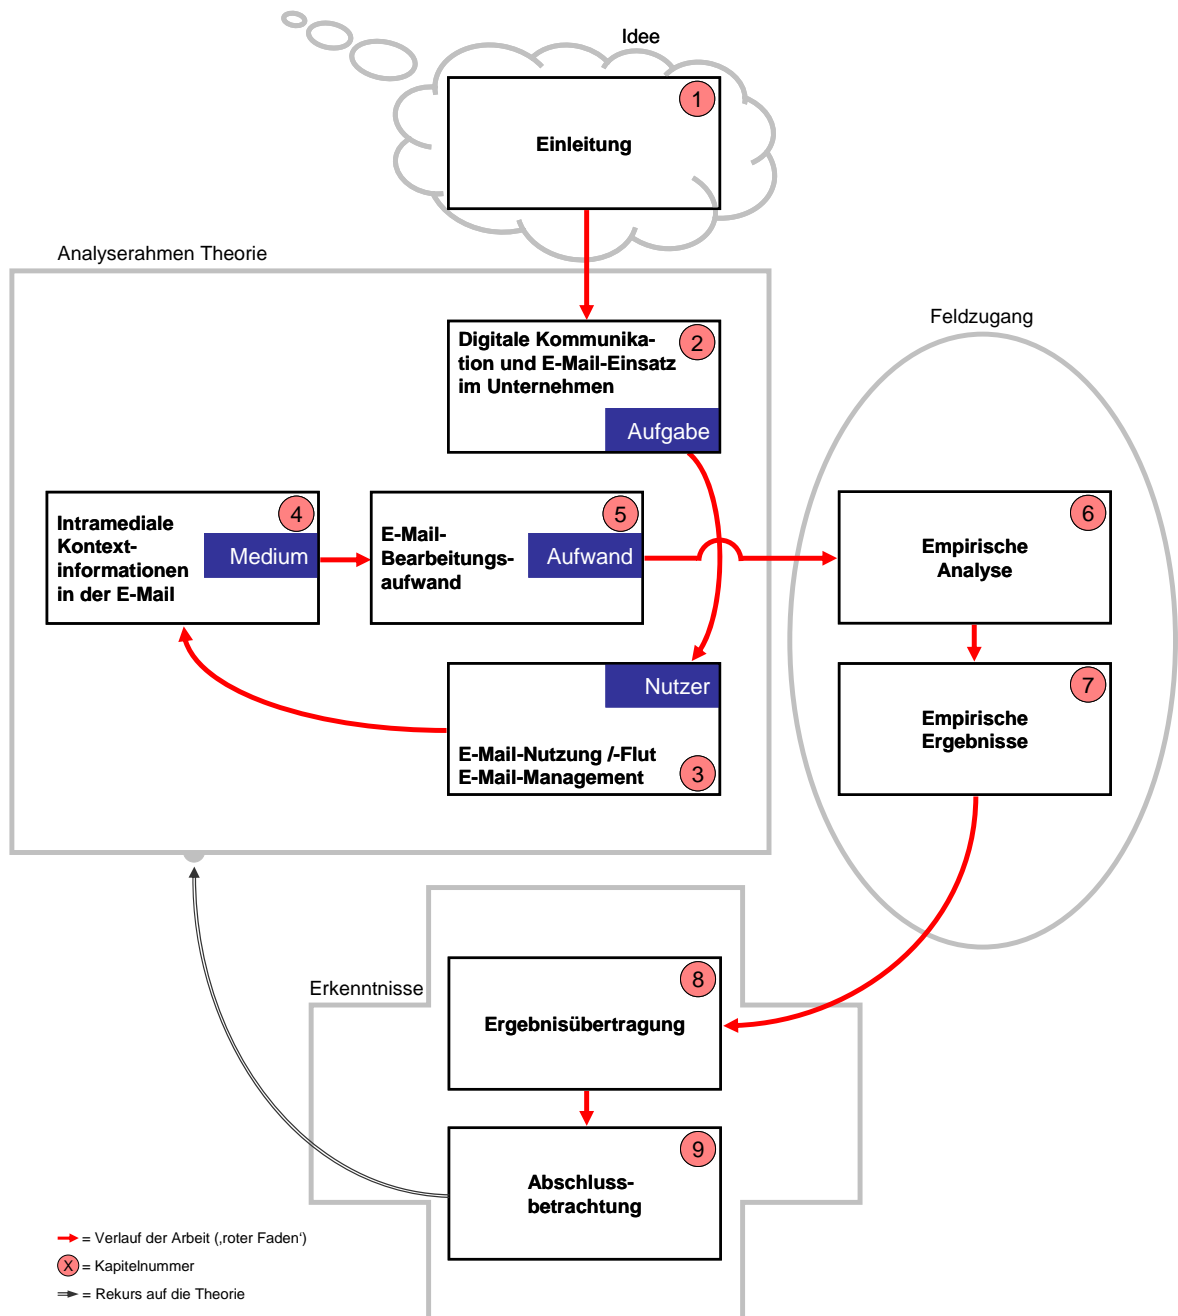 Idee
1
Einleitung
Analyserahmen Theorie
Digitale Kommunika-
tion und E-Mail-Einsatz
im Unternehmen
2
Aufgabe
Feldzugang
Intramediale
Kontext-
informationen
in der E-Mail
4
Medium
E-Mail-
Bearbeitungs-
aufwand
5
Aufwand
6
Empirische
Analyse
Nutzer
E-Mail-Nutzung /-Flut
E-Mail-Management
3
7
Empirische
Ergebnisse
Erkenntnisse
8
Ergebnisübertragung
9
Abschluss-
betrachtung
= Verlauf der Arbeit (‚roter Faden‘)
X = Kapitelnummer
= Rekurs auf die Theorie